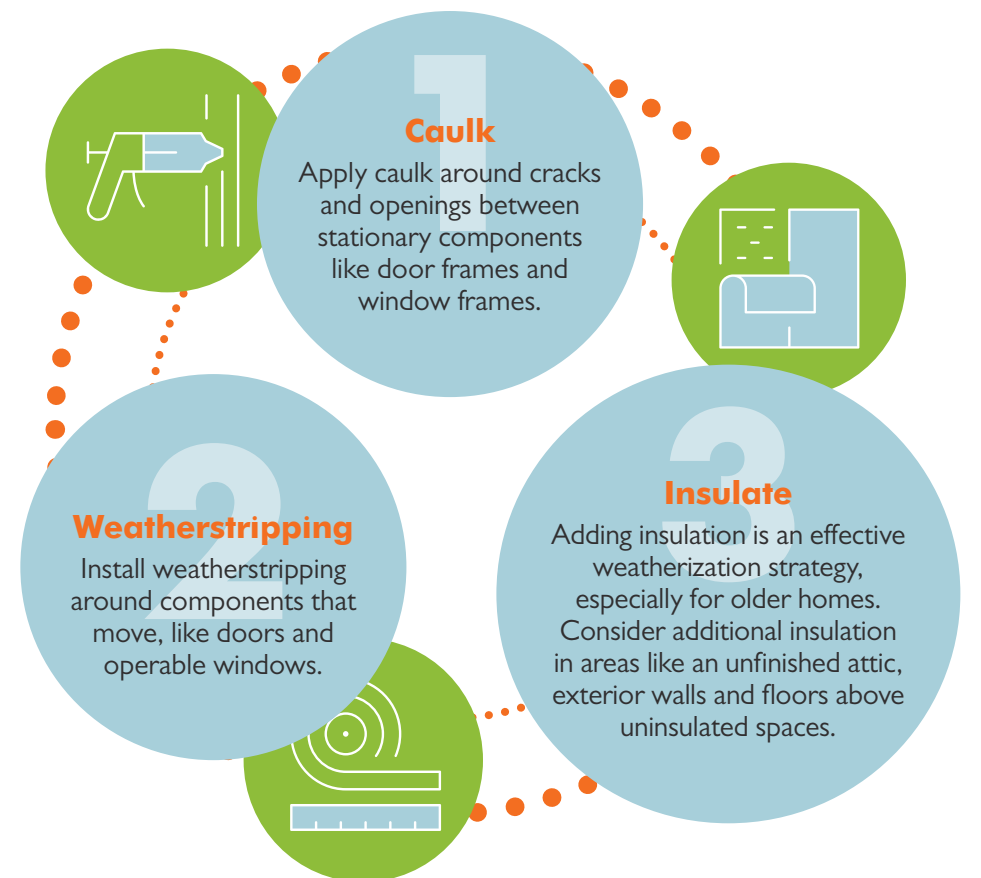 1
Caulk
Apply caulk around cracks
and openings between
stationary components
like door frames and
window frames.
2
Weatherstripping
Install weatherstripping
around components that
move, like doors and
operable windows.
3
Insulate
Adding insulation is an effective
weatherization strategy,
especially for older homes.
Consider additional insulation
in areas like an unfinished attic,
exterior walls and floors above
uninsulated spaces.